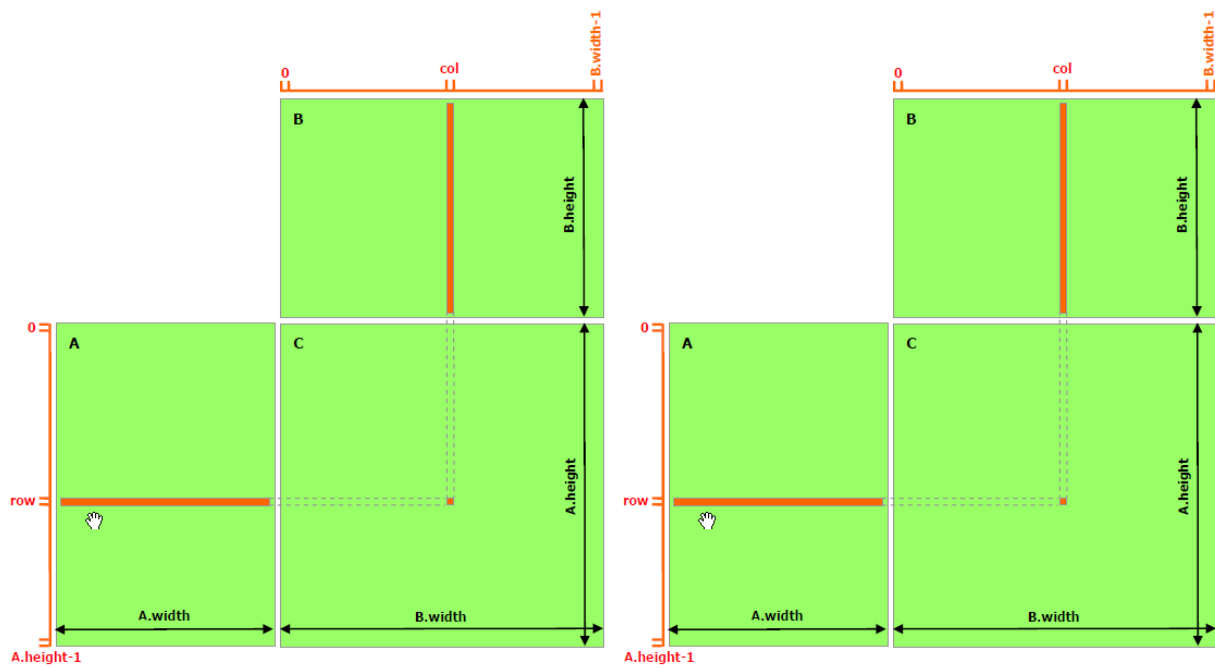 B.width-1
0
col
B
B.height
0
A
C
row
A.height
A.width
B.width
A.height-1
B.width-1
0
col
B
B.height
0
A
C
row
A.height
A.width
B.width
A.height-1